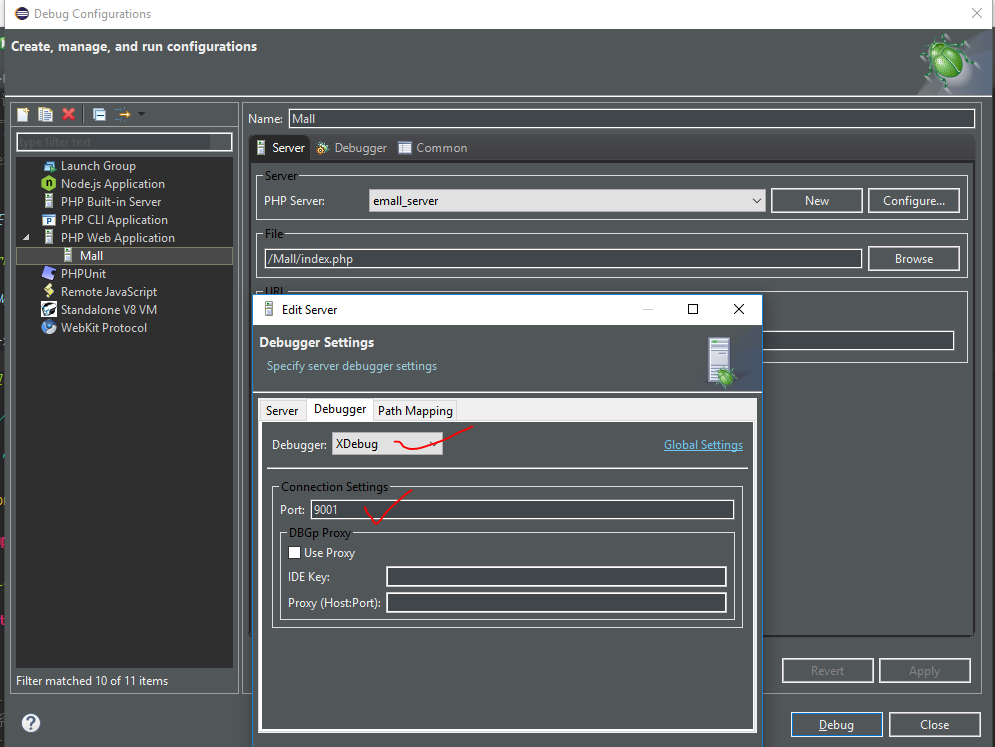 Debug Configurations
Create, manage, and run configurations
type filter text
Launch Group
Node.js Application
PHP Built-in Server
PHP CLI Application
PHP Web Application
Mall
PHPUnit
Remote JavaScript
Standalone V8 VM
WebKit Protocol
Filter matched 10 of 11 items
Name: Mall
Server Debugger Common
Server
PHP Server: emall_server New Configure...
File
/Mall/index.php Browse
URL
Edit Server
Debugger Settings
Specify server debugger settings
Server Debugger Path Mapping
Debugger: XDebug Global Settings
Connection Settings
Port: 9001
DBGp Proxy
Use Proxy
IDE Key:
Proxy (Host:Port):
Revert Apply
Debug Close